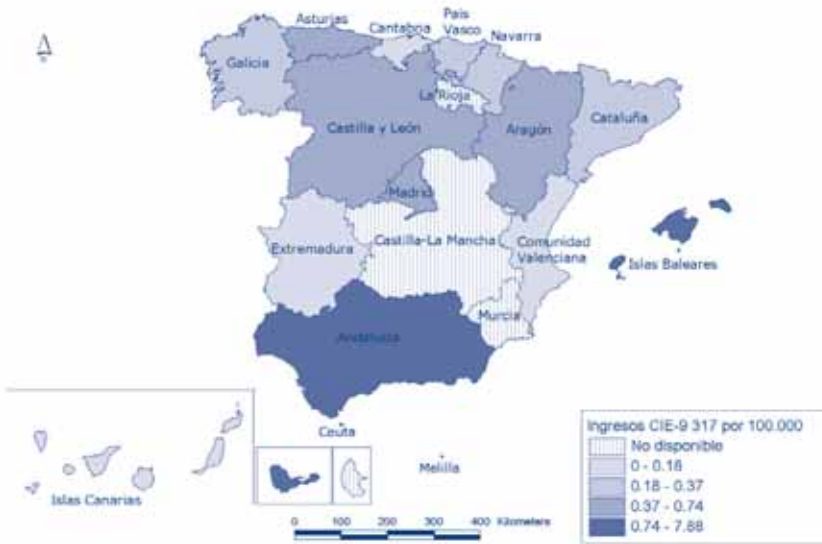 Asturias
Cantabria
País
Vasco
Navarra
Galicia
La Rioja
Castilla y León
Aragón
Cataluña
Madrid
Castilla-La Mancha
Extremadura
Comunidad
Valenciana
Islas Baleares
Murcia
Andalucía
Ceuta
Melilla
Islas Canarias
Ingresos CIE-9 317 por 100.000
No disponible
0 - 0.18
0.18 - 0.37
0.37 - 0.74
0.74 - 7.88
0 100 200 300 400 Kilometers